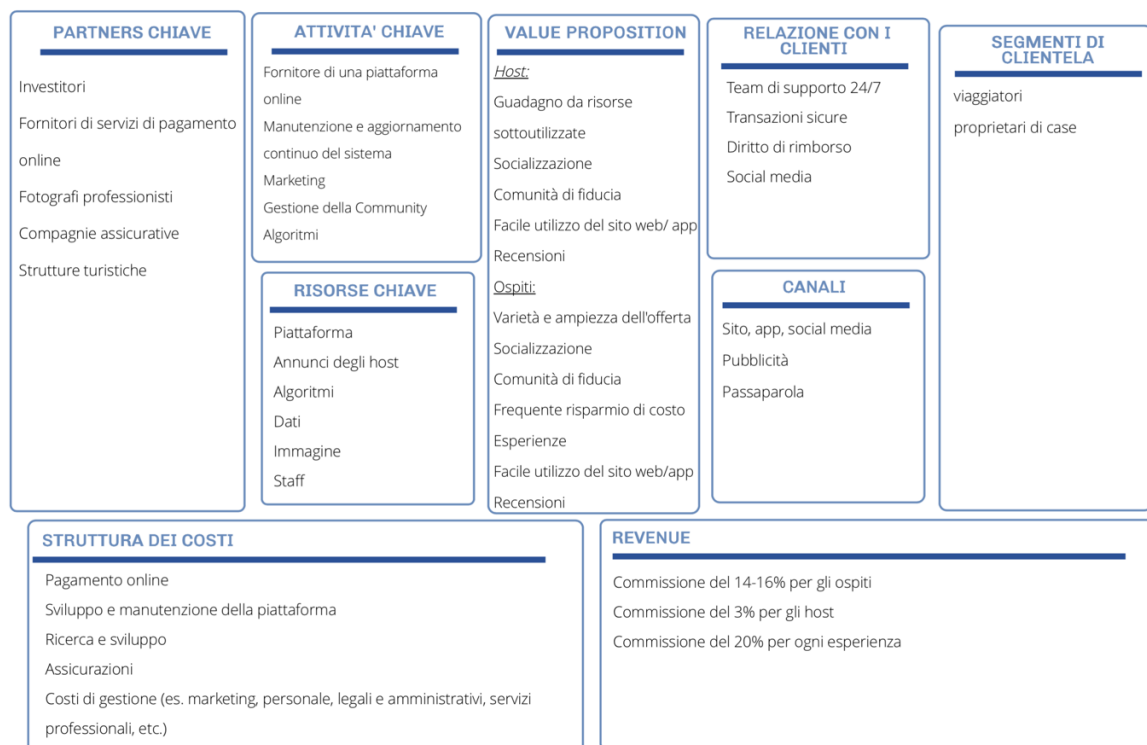 PARTNERS CHIAVE
Investitori
Fornitori di servizi di pagamento
online
Fotografi professionisti
Compagnie assicurative
Strutture turistiche
ATTIVITA' CHIAVE
Fornitore di una piattaforma
online
Manutenzione e aggiornamento
continuo del sistema
Marketing
Gestione della Community
Algoritmi
RISORSE CHIAVE
Piattaforma
Annunci degli host
Algoritmi
Dati
Immagine
Staff
VALUE PROPOSITION
Host:
Guadagno da risorse
sottoutilizzate
Socializzazione
Comunità di fiducia
Facile utilizzo del sito web/ app
Recensioni
Ospiti:
Varietà e ampiezza dell'offerta
Socializzazione
Comunità di fiducia
Frequente risparmio di costo
Esperienze
Facile utilizzo del sito web/app
Recensioni
RELAZIONE CON I
CLIENTI
Team di supporto 24/7
Transazioni sicure
Diritto di rimborso
Social media
CANALI
Sito, app, social media
Pubblicità
Passaparola
SEGMENTI DI
CLIENTELA
viaggiatori
proprietari di case
STRUTTURA DEI COSTI
Pagamento online
Sviluppo e manutenzione della piattaforma
Ricerca e sviluppo
Assicurazioni
Costi di gestione (es. marketing, personale, legali e amministrativi, servizi
professionali, etc.)
REVENUE
Commissione del 14-16% per gli ospiti
Commissione del 3% per gli host
Commissione del 20% per ogni esperienza